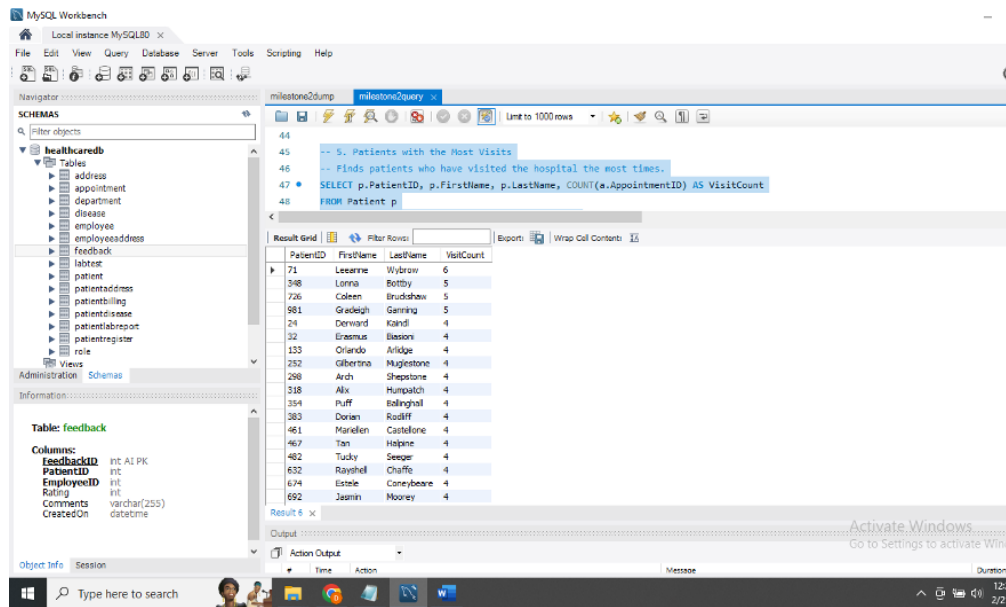 MySQL Workbench
Local instance MySQL80 ×
File Edit View Query Database Server Tools Scripting Help
Navigator
SCHEMAS
Filter objects
healthcaredb
Tables
address
appointment
department
disease
employee
employeeaddress
feedback
labtest
patient
patientaddress
patientbilling
patientdisease
patientlabreport
patientregister
role
Views
Administration Schemas
Information
Table: feedback
Columns:
FeedbackID int AI PK
PatientID int
EmployeeID int
Rating int
Comments varchar(255)
CreatedOn datetime
Object Info Session
milestone2dump milestone2query ×
Limit to 1000 rows
44
45 -- 5. Patients with the Most Visits
46 -- Finds patients who have visited the hospital the most times.
47 SELECT p.PatientID, p.FirstName, p.LastName, COUNT(a.AppointmentID) AS VisitCount
48 FROM Patient p
Result Grid Filter Rows: Export: Wrap Cell Content:
PatientID FirstName LastName VisitCount
71 Leeanne Wybrow 6
348 Lonna Bottby 5
726 Coleen Bruckshaw 5
981 Gradeigh Ganning 5
24 Derward Kaindl 4
32 Erasmus Biasioni 4
133 Orlando Arlidge 4
252 Gilbertina Muglestone 4
298 Arch Shepstone 4
318 Alix Humpatch 4
354 Puff Ballinghall 4
383 Dorian Rodliff 4
461 Mariellen Castellone 4
467 Tan Halpine 4
482 Tucky Seeger 4
632 Rayshell Chaffe 4
674 Estele Coneybeare 4
692 Jasmin Moorey 4
Result 6 ×
Output
Action Output
# Time Action Message Duration
Activate Windows
Go to Settings to activate Win
Type here to search
12:
2/2